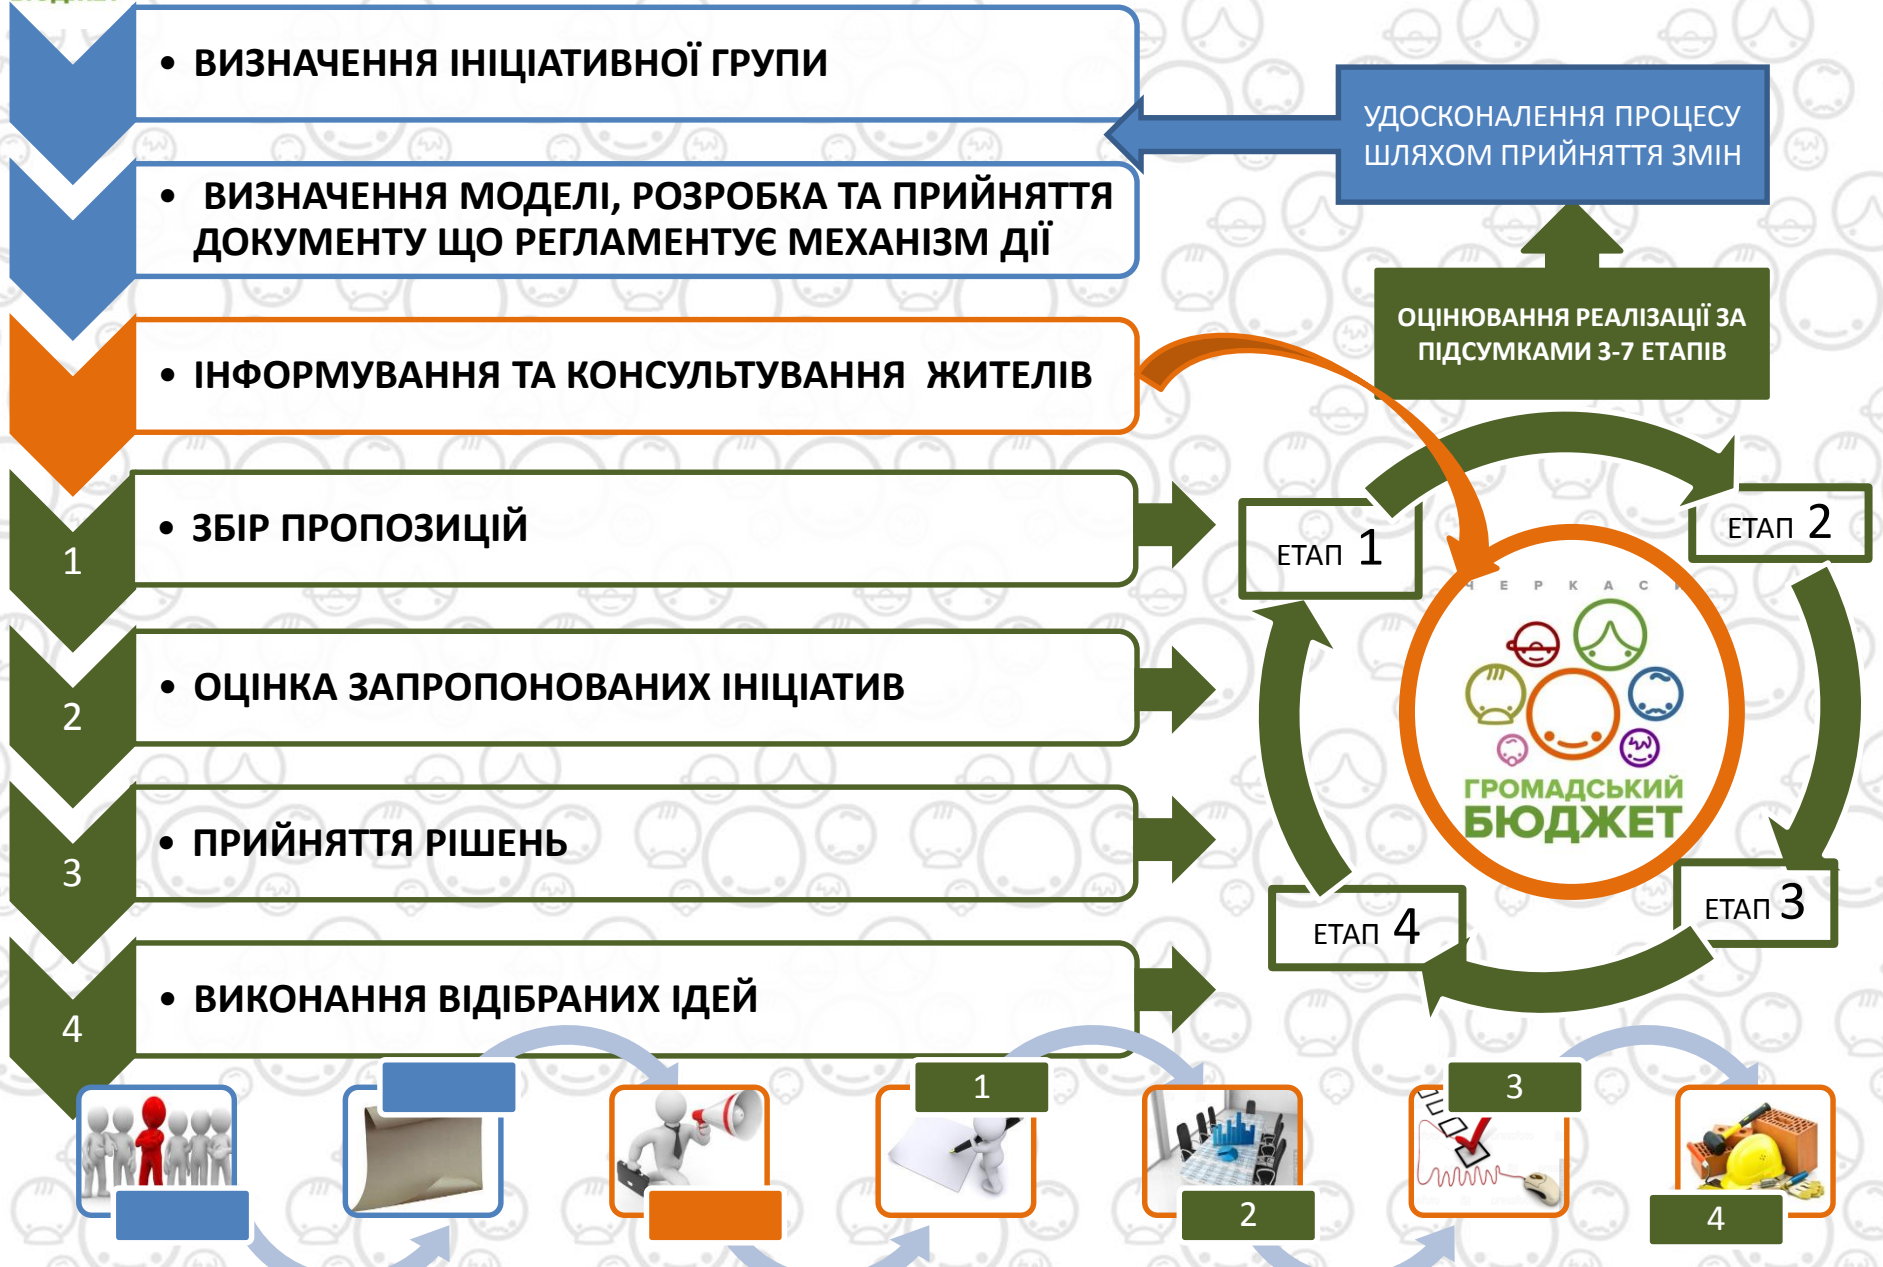 ВИЗНАЧЕННЯ ІНІЦІАТИВНОЇ ГРУПИ
ВИЗНАЧЕННЯ МОДЕЛІ, РОЗРОБКА ТА ПРИЙНЯТТЯ
ДОКУМЕНТУ ЩО РЕГЛАМЕНТУЄ МЕХАНІЗМ ДІЇ
ІНФОРМУВАННЯ ТА КОНСУЛЬТУВАННЯ ЖИТЕЛІВ
1
ЗБІР ПРОПОЗИЦІЙ
2
ОЦІНКА ЗАПРОПОНОВАНИХ ІНІЦІАТИВ
3
ПРИЙНЯТТЯ РІШЕНЬ
4
ВИКОНАННЯ ВІДІБРАНИХ ІДЕЙ
УДОСКОНАЛЕННЯ ПРОЦЕСУ
ШЛЯХОМ ПРИЙНЯТТЯ ЗМІН
ОЦІНЮВАННЯ РЕАЛІЗАЦІЇ ЗА
ПІДСУМКАМИ 3-7 ЕТАПІВ
ЕТАП 1
ЕТАП 2
ЕТАП 3
ЕТАП 4
ЧЕРКАСИ
ГРОМАДСЬКИЙ
БЮДЖЕТ
1
2
3
4